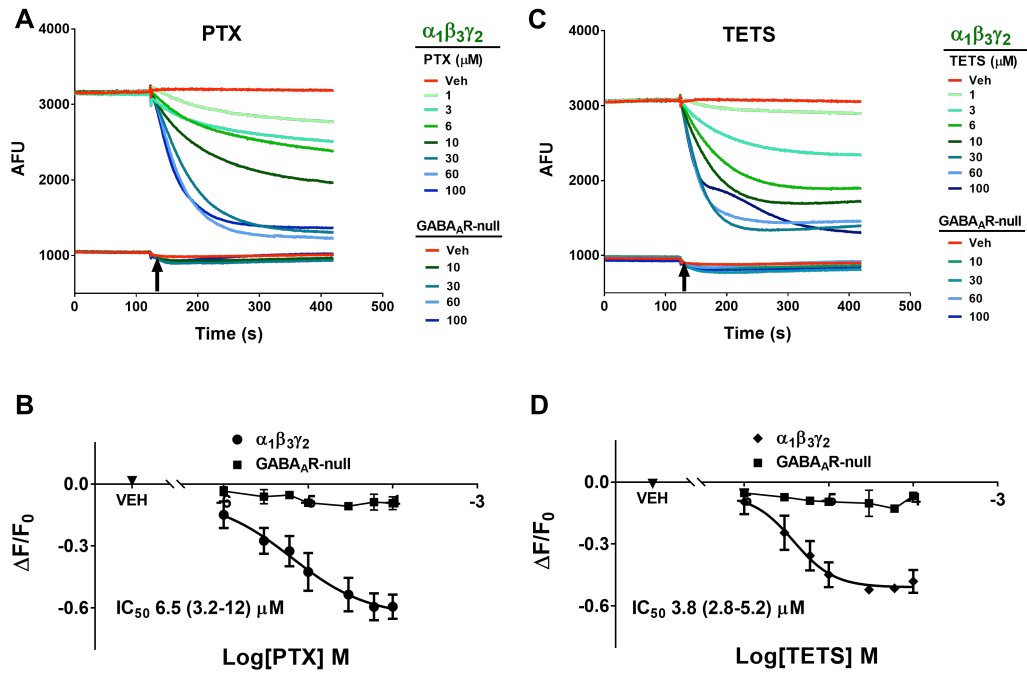 A
PTX
4000
3000
2000
1000
AFU
0
100
200
300
400
500
Time (s)
α1β3γ2
PTX (μM)
Veh
1
3
6
10
30
60
100
GABAAR-null
Veh
10
30
60
100
C
TETS
4000
3000
2000
1000
AFU
0
100
200
300
400
500
Time (s)
α1β3γ2
TETS (μM)
Veh
1
3
6
10
30
60
100
GABAAR-null
Veh
10
30
60
100
B
α1β3γ2
GABAAR-null
0.0
-0.3
-0.6
ΔF/F0
VEH
-6
-5
-4
-3
IC50 6.5 (3.2-12) μM
Log[PTX] M
D
α1β3γ2
GABAAR-null
0.0
-0.3
-0.6
ΔF/F0
VEH
-6
-5
-4
-3
IC50 3.8 (2.8-5.2) μM
Log[TETS] M